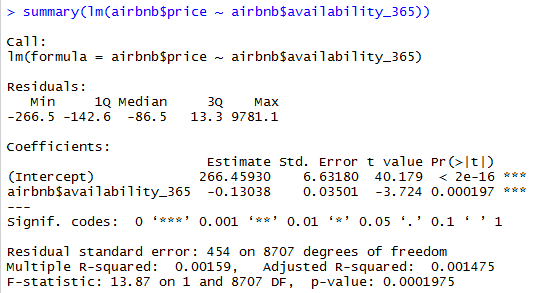 > summary(lm(airbnb$price ~ airbnb$availability_365))
Call:
lm(formula = airbnb$price ~ airbnb$availability_365)
Residuals:
Min 1Q Median 3Q Max
-266.5 -142.6 -86.5 13.3 9781.1
Coefficients:
Estimate Std. Error t value Pr(>|t|)
(Intercept) 266.45930 6.63180 40.179 < 2e-16 ***
airbnb$availability_365 -0.13038 0.03501 -3.724 0.000197 ***
---
Signif. codes: 0 ‘***’ 0.001 ‘**’ 0.01 ‘*’ 0.05 ‘.’ 0.1 ‘ ’ 1
Residual standard error: 454 on 8707 degrees of freedom
Multiple R-squared: 0.00159, Adjusted R-squared: 0.001475
F-statistic: 13.87 on 1 and 8707 DF, p-value: 0.0001975